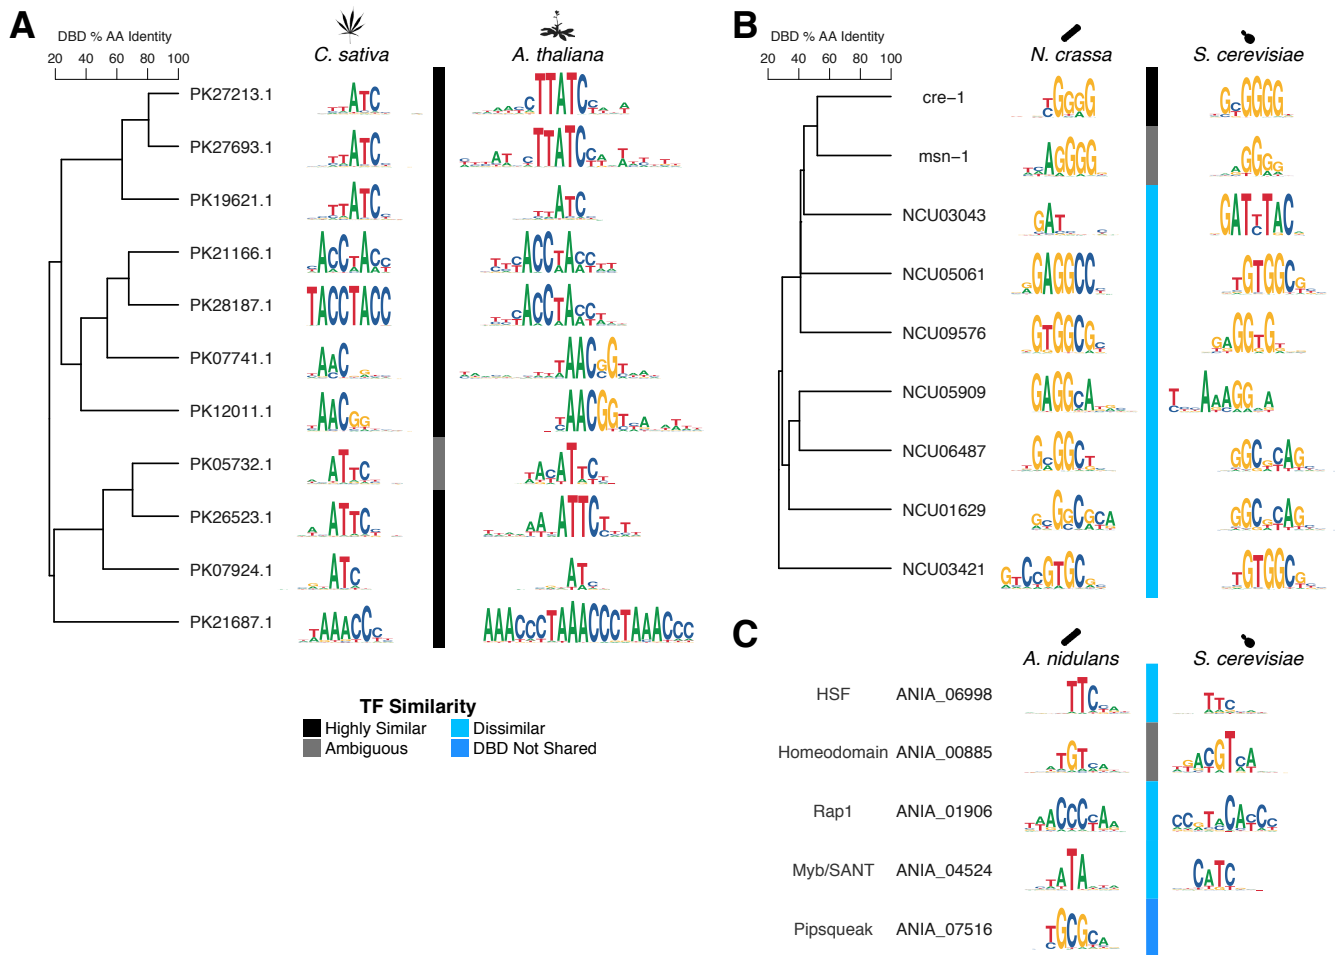 A
DBD % AA Identity
20 40 60 80 100
C. sativa
A. thaliana
PK27213.1
PK27693.1
PK19621.1
PK21166.1
PK28187.1
PK07741.1
PK12011.1
PK05732.1
PK26523.1
PK07924.1
PK21687.1
TF Similarity
Highly Similar
Dissimilar
Ambiguous
DBD Not Shared
B
DBD % AA Identity
20 40 60 80 100
N. crassa
S. cerevisiae
cre−1
msn−1
NCU03043
NCU05061
NCU09576
NCU05909
NCU06487
NCU01629
NCU03421
C
A. nidulans
S. cerevisiae
HSF ANIA_06998
Homeodomain ANIA_00885
Rap1 ANIA_01906
Myb/SANT ANIA_04524
Pipsqueak ANIA_07516